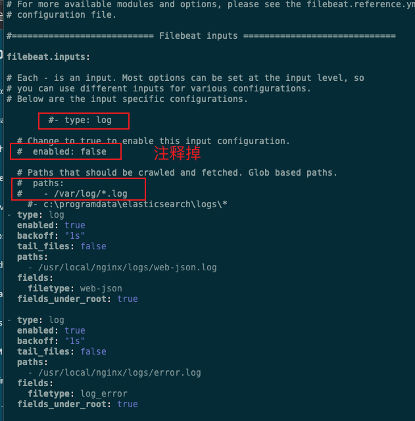 # For more available modules and options, please see the filebeat.reference.ym
# configuration file.
#=========================== Filebeat inputs =============================
filebeat.inputs:
# Each - is an input. Most options can be set at the input level, so
# you can use different inputs for various configurations.
# Below are the input specific configurations.
#- type: log
# Change to true to enable this input configuration.
#  enabled: false
注释掉
# Paths that should be crawled and fetched. Glob based paths.
#  paths:
#    - /var/log/*.log
#- c:\programdata\elasticsearch\logs\*
- type: log
enabled: true
backoff: "1s"
tail_files: false
paths:
- /usr/local/nginx/logs/web-json.log
fields:
filetype: web-json
fields_under_root: true
- type: log
enabled: true
backoff: "1s"
tail_files: false
paths:
- /usr/local/nginx/logs/error.log
fields:
filetype: log_error
fields_under_root: true